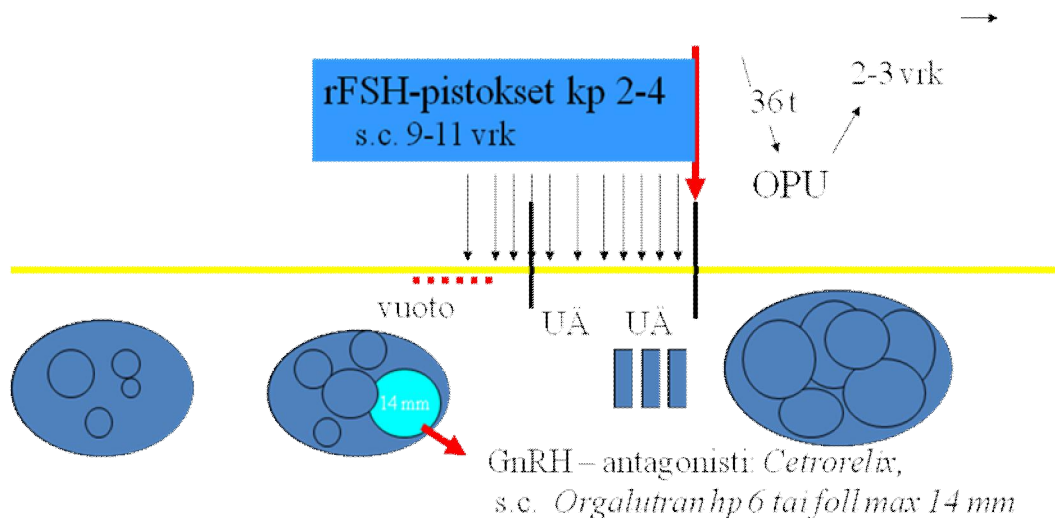 rFSH-pistokset kp 2-4
s.c. 9-11 vrk
36t
2-3 vrk
OPU
vuoto
UÄ
UÄ
14 mm
GnRH – antagonisti: Cetrorelix,
s.c. Orgalutran hp 6 tai foll max 14 mm